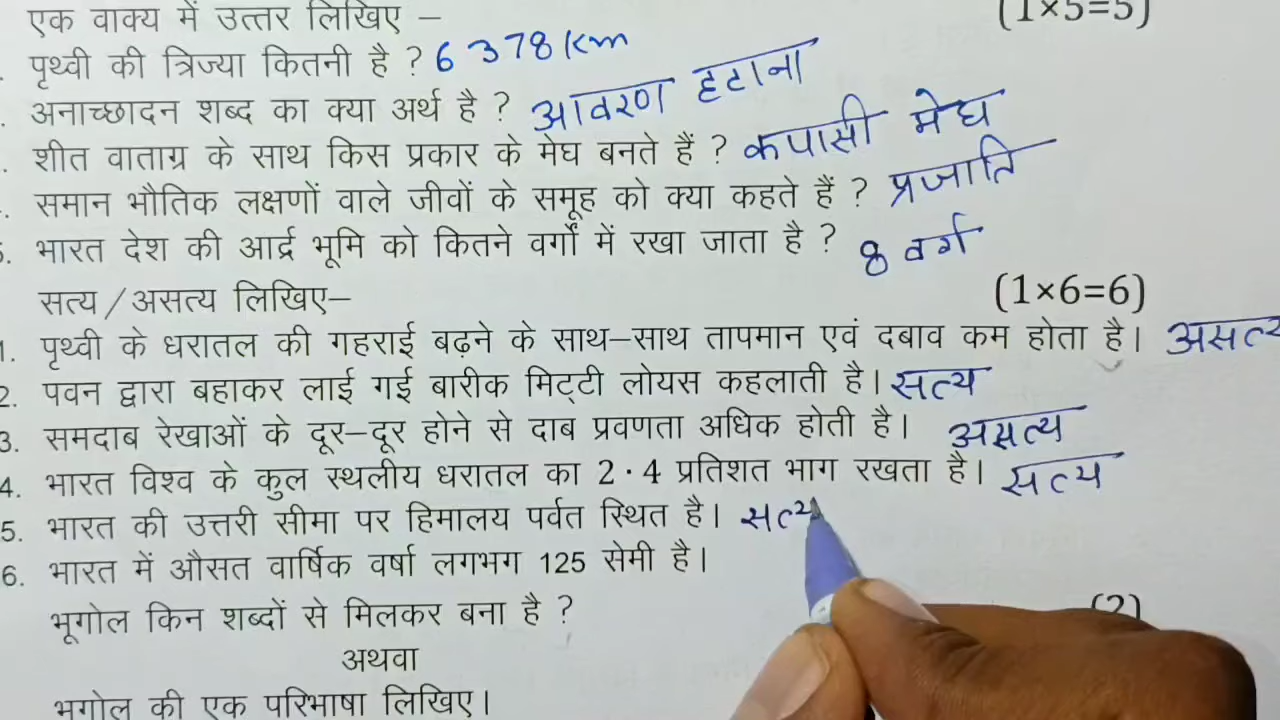 एक वाक्य में उत्तर लिखिए – (1×5=5)
पृथ्वी की त्रिज्या कितनी है ? 6378 km
अनाच्छादन शब्द का क्या अर्थ है ? आवरण हटाना
शीत वाताग्र के साथ किस प्रकार के मेघ बनते हैं ? कपासी मेघ
समान भौतिक लक्षणों वाले जीवों के समूह को क्या कहते हैं ? प्रजाति
5. भारत देश की आर्द्र भूमि को कितने वर्गों में रखा जाता है ? 8 वर्ग
सत्य / असत्य लिखिए– (1×6=6)
1. पृथ्वी के धरातल की गहराई बढ़ने के साथ–साथ तापमान एवं दबाव कम होता है। असत्य
2. पवन द्वारा बहाकर लाई गई बारीक मिट्टी लोयस कहलाती है। सत्य
3. समदाब रेखाओं के दूर–दूर होने से दाब प्रवणता अधिक होती है। असत्य
4. भारत विश्व के कुल स्थलीय धरातल का 2·4 प्रतिशत भाग रखता है। सत्य
5. भारत की उत्तरी सीमा पर हिमालय पर्वत स्थित है। सत्य
6. भारत में औसत वार्षिक वर्षा लगभग 125 सेमी है।
भूगोल किन शब्दों से मिलकर बना है ? (2)
अथवा
भूगोल की एक परिभाषा लिखिए।